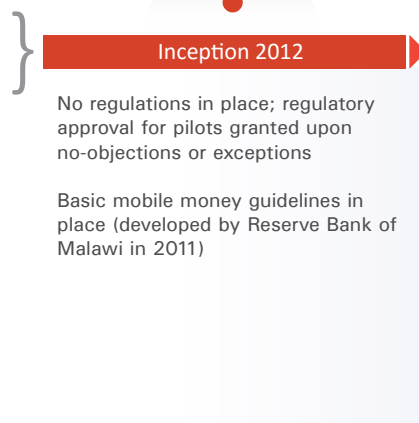 Inception 2012
No regulations in place; regulatory
approval for pilots granted upon
no-objections or exceptions
Basic mobile money guidelines in
place (developed by Reserve Bank of
Malawi in 2011)